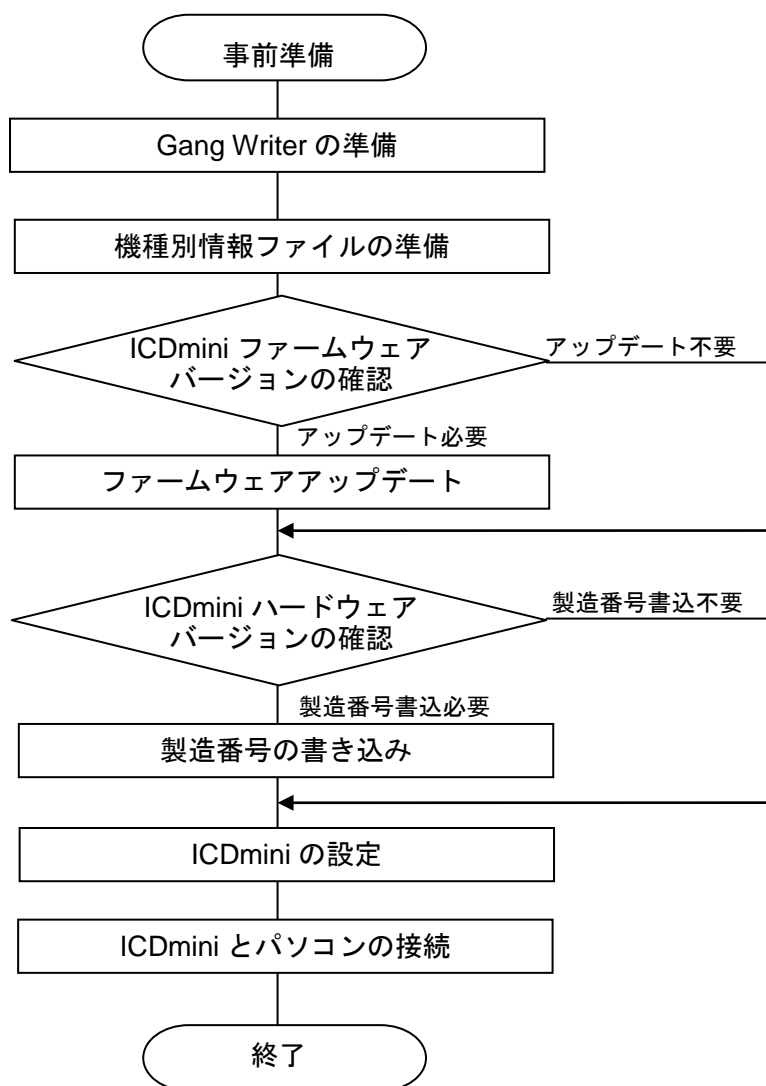 事前準備
Gang Writer の準備
機種別情報ファイルの準備
ICDmini ファームウェア
バージョンの確認
アップデート不要
アップデート必要
ファームウェアアップデート
ICDmini ハードウェア
バージョンの確認
製造番号書込不要
製造番号書込必要
製造番号の書き込み
ICDmini の設定
ICDmini とパソコンの接続
終了